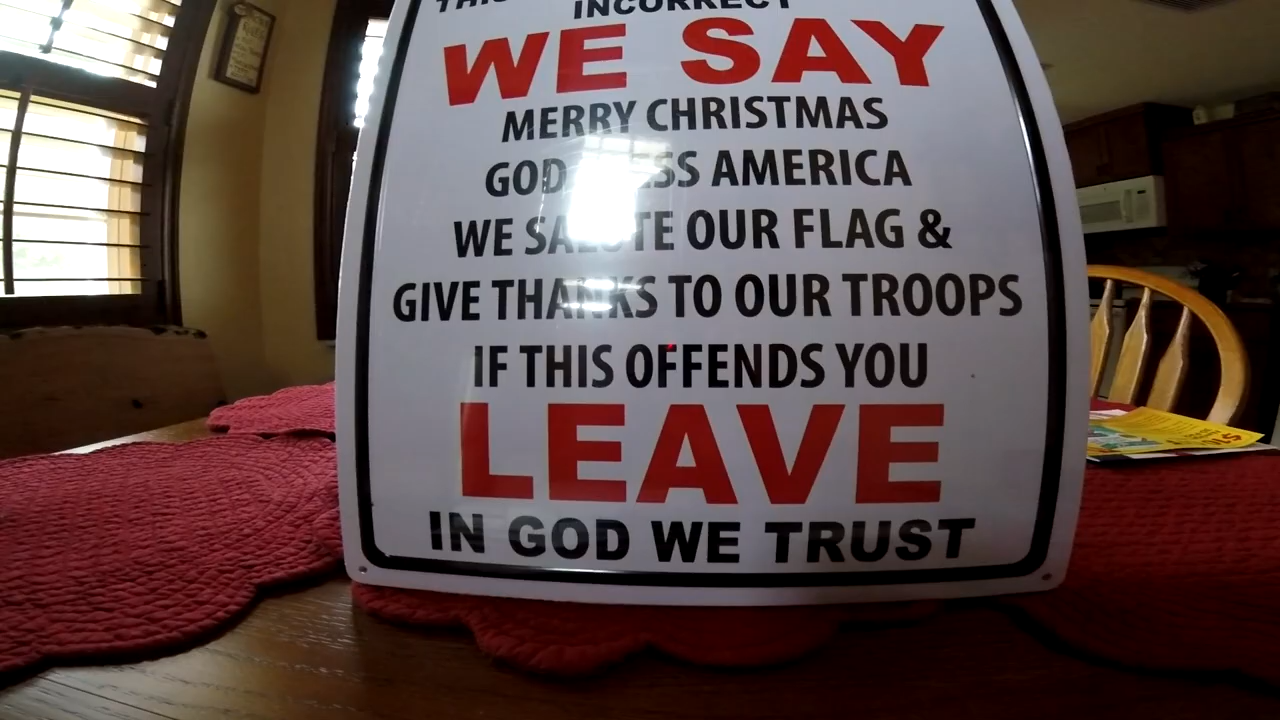 THIS
INCORRECT
WE SAY
MERRY CHRISTMAS
GOD BLESS AMERICA
WE SALUTE OUR FLAG &
GIVE THANKS TO OUR TROOPS
IF THIS OFFENDS YOU
LEAVE
IN GOD WE TRUST